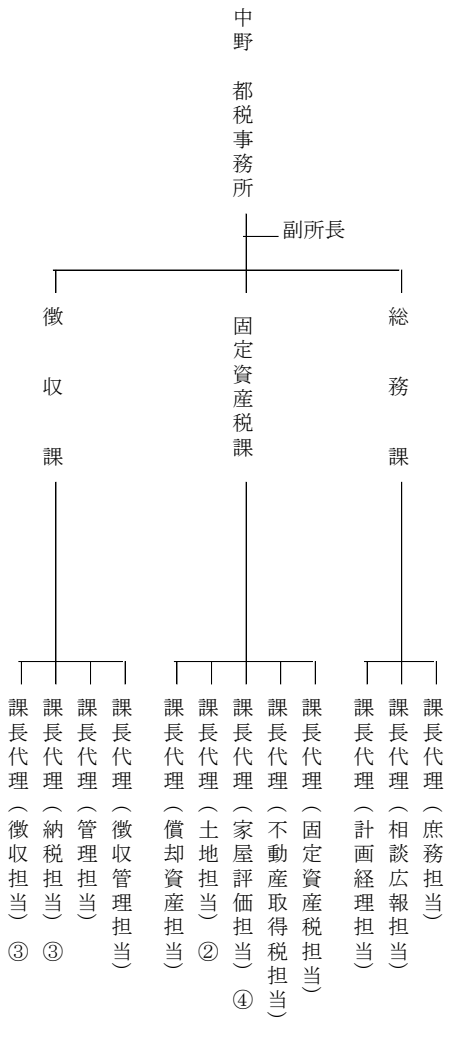 中野 都税事務所
副所長
総務課
固定資産税課
徴収課
課長代理（庶務担当）
課長代理（相談広報担当）
課長代理（計画経理担当）
課長代理（固定資産税担当）
課長代理（不動産取得税担当）
課長代理（家屋評価担当）④
課長代理（土地担当）②
課長代理（償却資産担当）
課長代理（徴収管理担当）
課長代理（管理担当）
課長代理（納税担当）③
課長代理（徴収担当）③